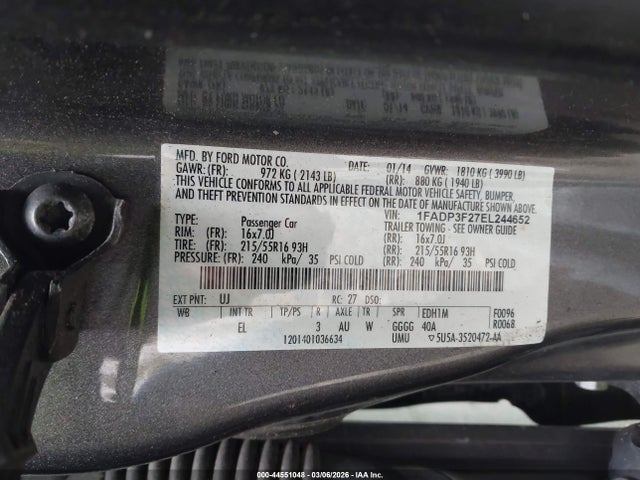 MFD. BY FORD MOTOR CO.
DATE: 01/14 GVWR: 1810 KG ( 3990 LB)
GAWR: (FR): 972 KG ( 2143 LB) (RR): 880 KG ( 1940 LB)
THIS VEHICLE CONFORMS TO ALL APPLICABLE FEDERAL MOTOR VEHICLE SAFETY, BUMPER,
AND THEFT PREVENTION STANDARDS IN EFFECT ON THE DATE OF MANUFACTURE SHOWN ABOVE.
VIN: 1FADP3F27EL244652
TYPE: Passenger Car TRAILER TOWING - SEE OWNER GUIDE
RIM: (FR): 16x7.0J (RR): 16x7.0J
TIRE: (FR): 215/55R16 93H (RR): 215/55R16 93H
PRESSURE: (FR): 240 kPa/ 35 PSI COLD (RR): 240 kPa/ 35 PSI COLD
EXT PNT: UJ RC: 27 DSO:
WB INT TR TP/PS R AXLE TR SPR EDH1M F0096
EL 3 AU W GGGG 40A R0068
1201401036634 UMU ▽5U5A-3520472-AA
000-44551048 - 03/06/2026 - IAA Inc.